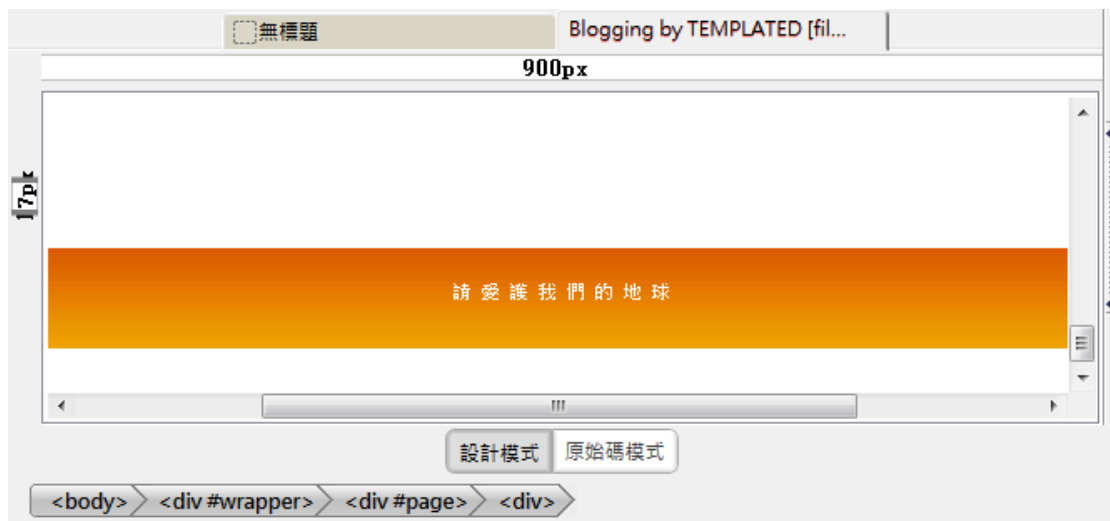 無標題
Blogging by TEMPLATED [fil...
900px
17px
請愛護我們的地球
設計模式 原始碼模式
<body> <div #wrapper> <div #page> <div>